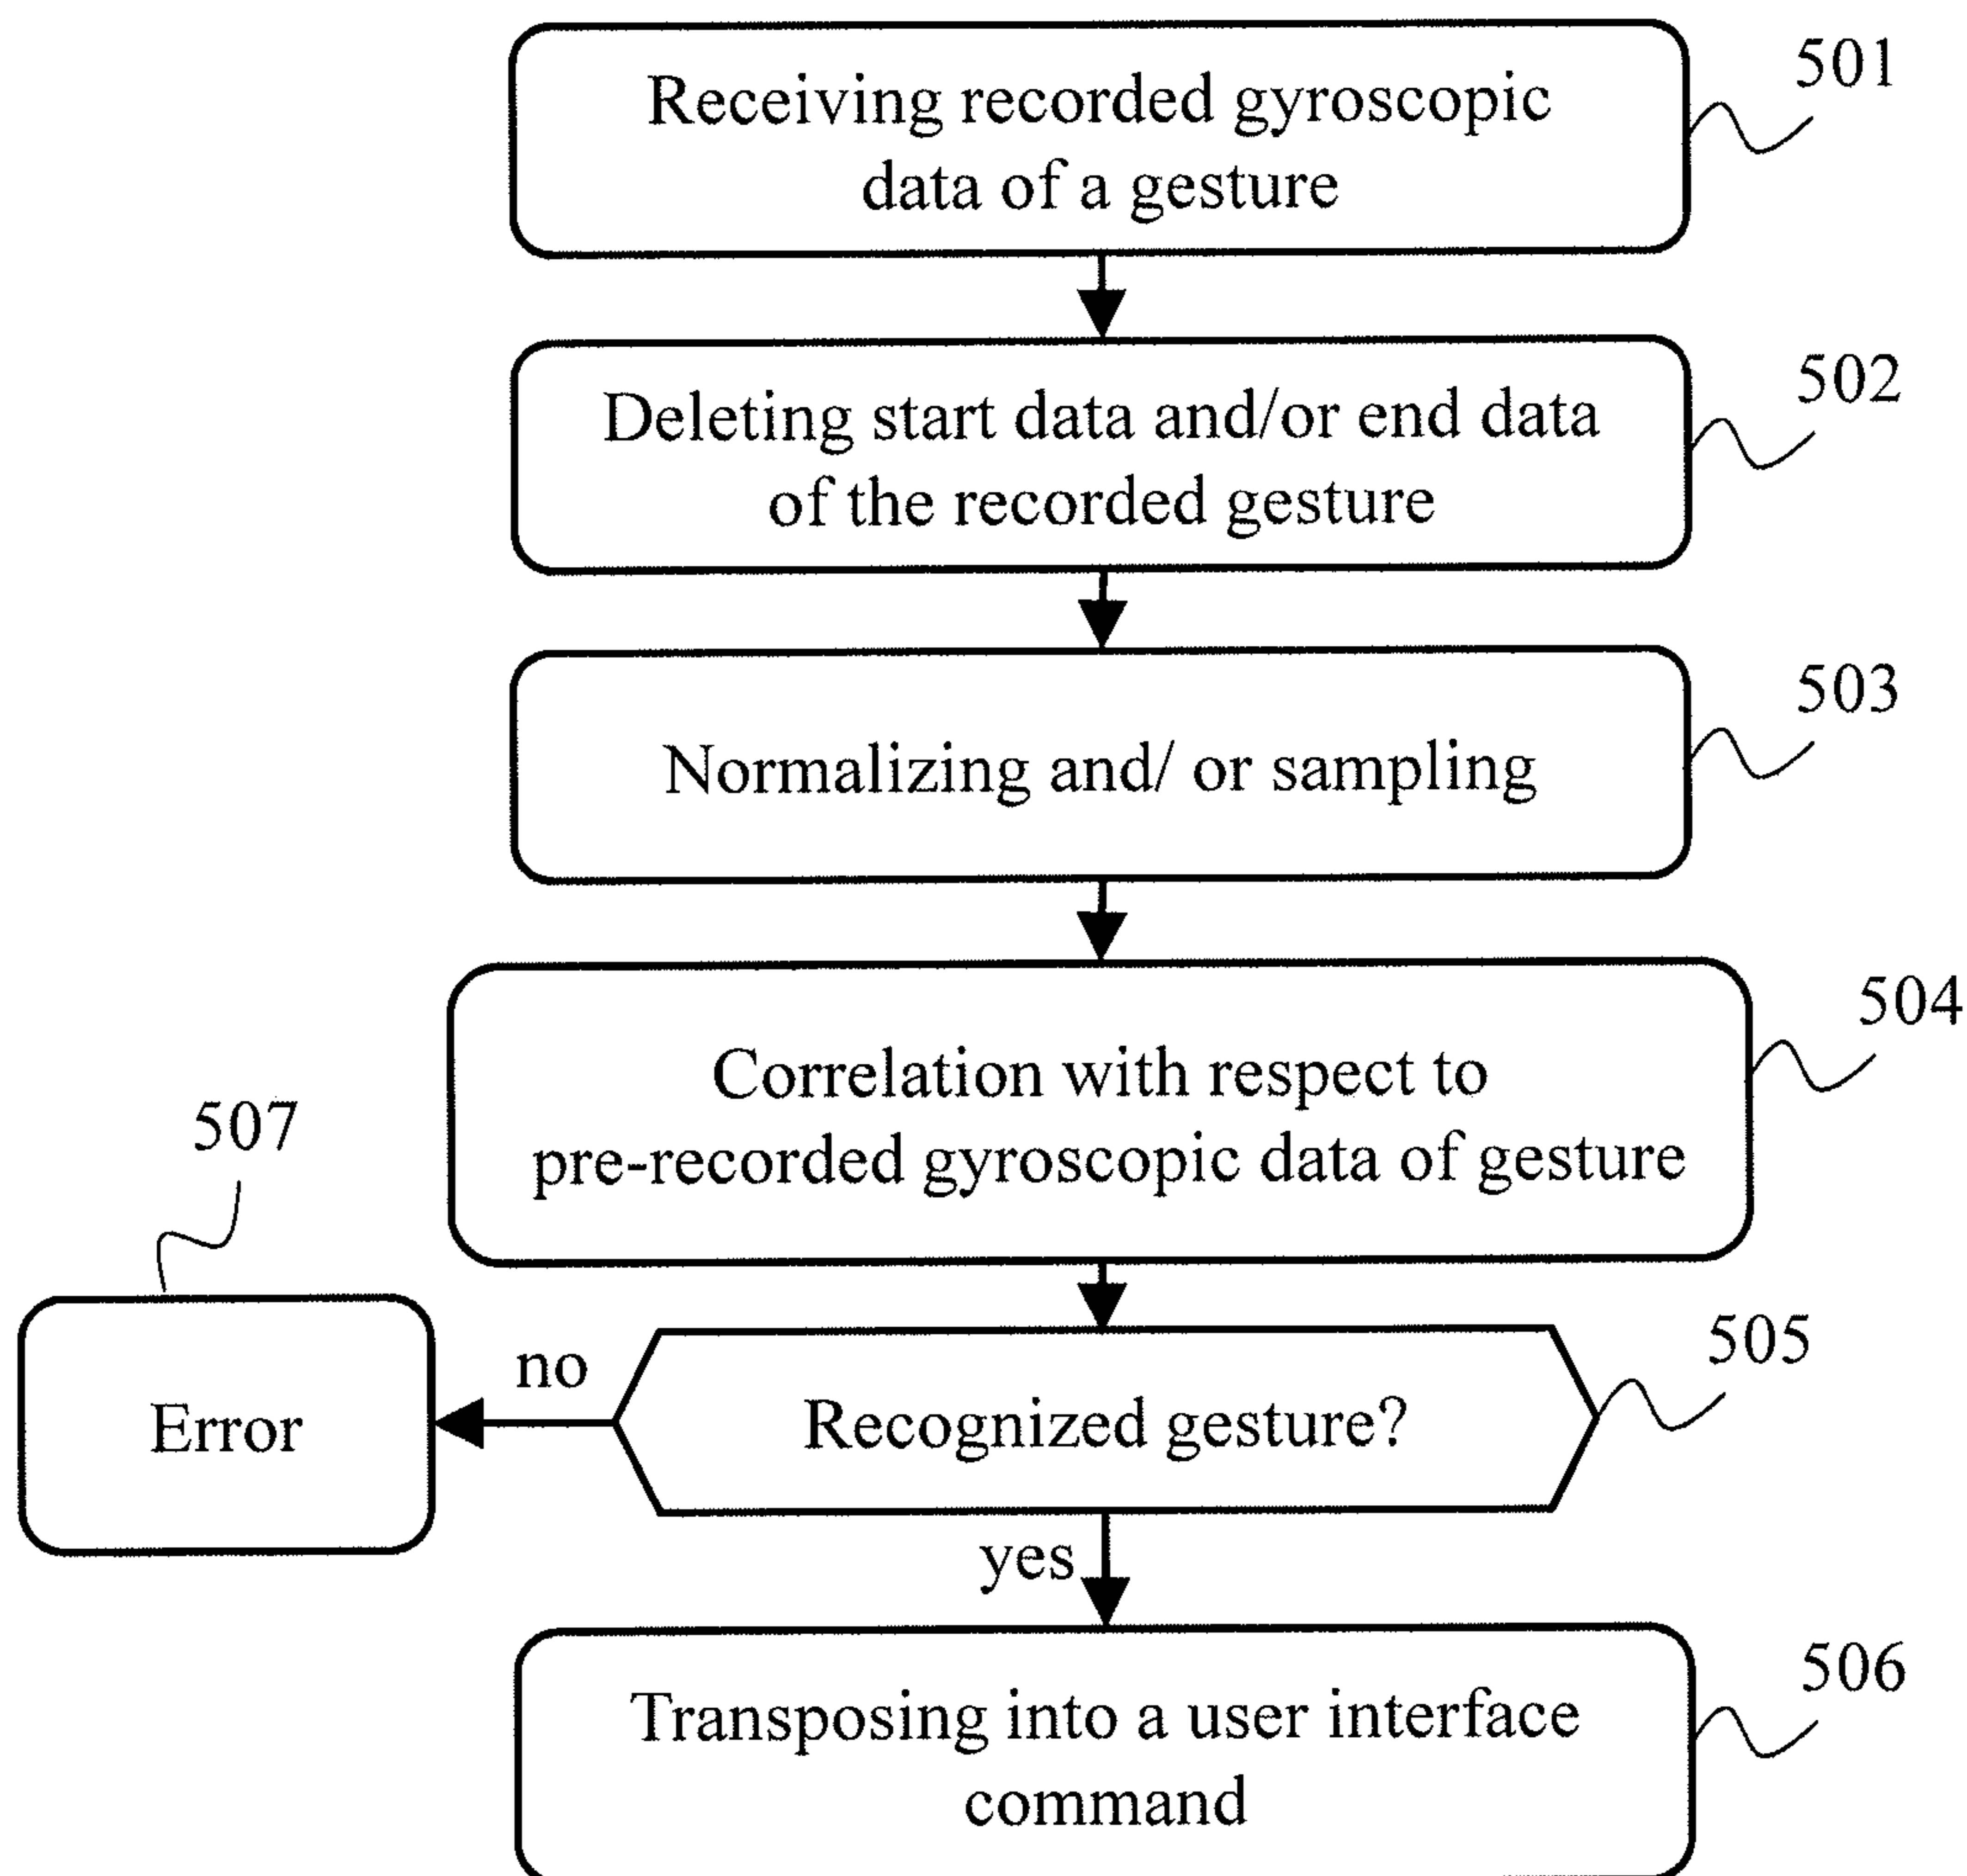 Receiving recorded gyroscopic
data of a gesture
501
Deleting start data and/or end data
of the recorded gesture
502
Normalizing and/ or sampling
503
Correlation with respect to
pre-recorded gyroscopic data of gesture
504
Recognized gesture?
505
no
Error
507
yes
Transposing into a user interface
command
506